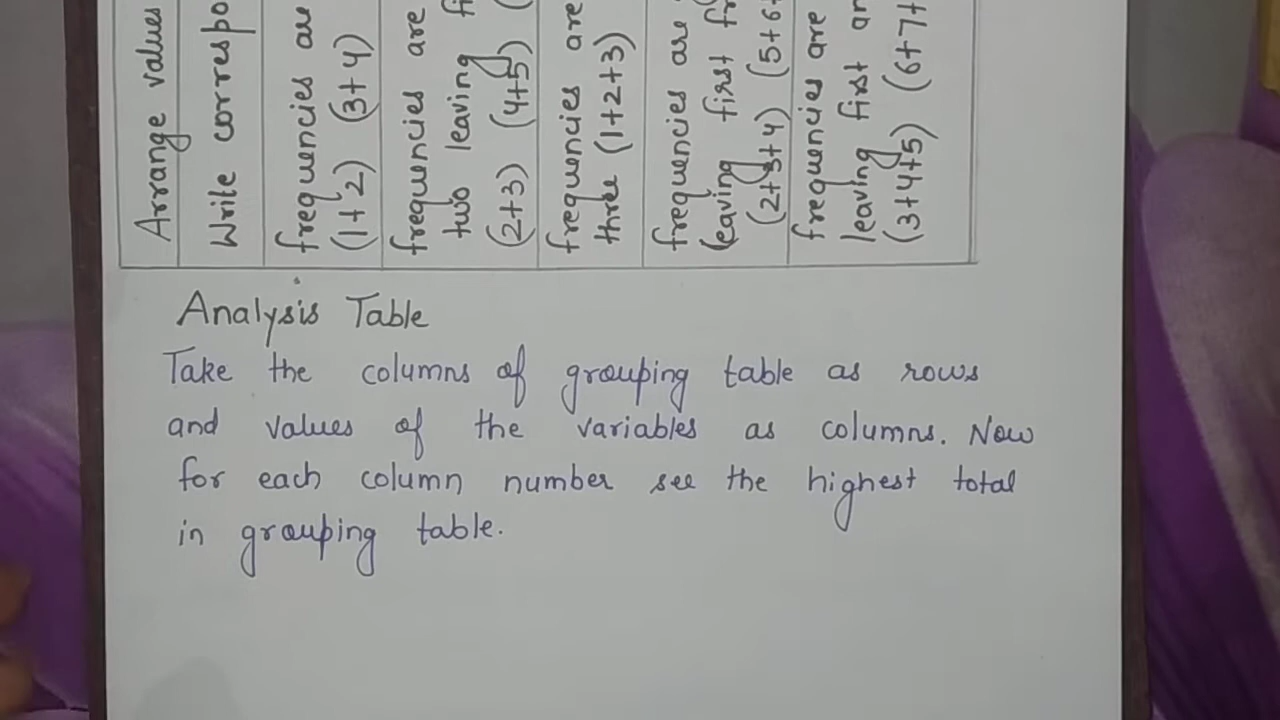 Arrange values
Write
frequencies are
(1+2) (3+4)
frequencies are
two leaving
(2+3) (4+5)
frequencies are
three (1+2+3)
frequencies are
leaving first
(2+3+4) (5+6+
frequencies are
leaving first
(3+4+5) (6+7+
Analysis Table
Take the columns of grouping table as rows
and values of the variables as columns. Now
for each column number see the highest total
in grouping table.